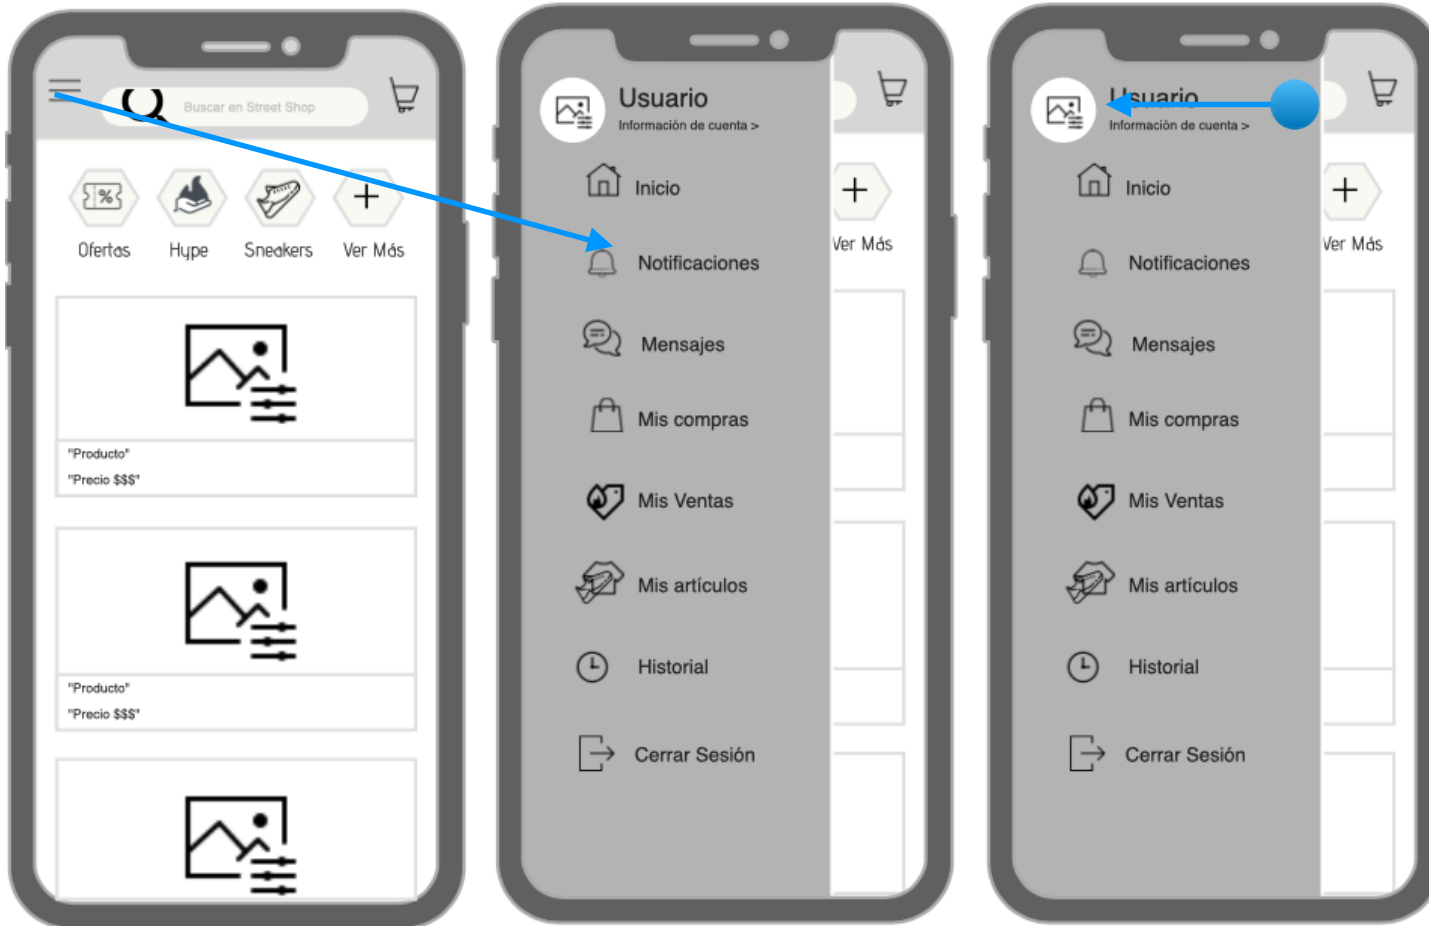 Buscar en Street Shop
%
Ofertas
Hype
Sneakers
Ver Más
"Producto"
"Precio $$$"
"Producto"
"Precio $$$"
Usuario
Información de cuenta >
Inicio
Notificaciones
Mensajes
Mis compras
Mis Ventas
Mis artículos
Historial
Cerrar Sesión
Ver Más
Usuario
Información de cuenta >
Inicio
Notificaciones
Mensajes
Mis compras
Mis Ventas
Mis artículos
Historial
Cerrar Sesión
Ver Más